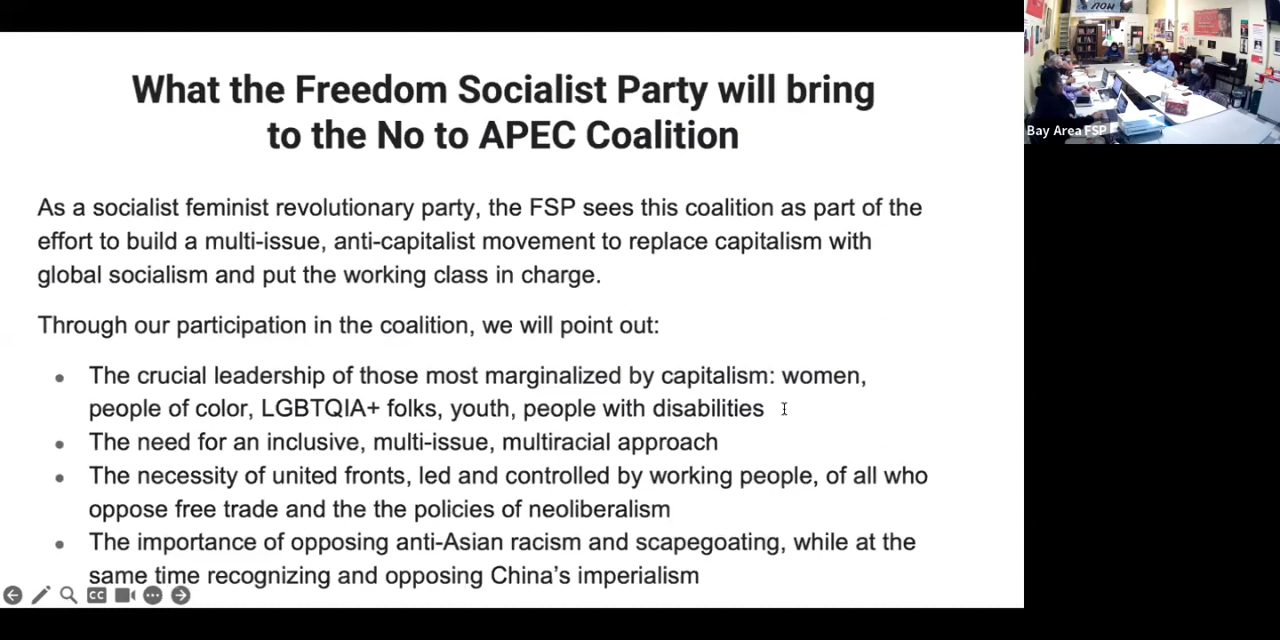 What the Freedom Socialist Party will bring
to the No to APEC Coalition
As a socialist feminist revolutionary party, the FSP sees this coalition as part of the
effort to build a multi-issue, anti-capitalist movement to replace capitalism with
global socialism and put the working class in charge.
Through our participation in the coalition, we will point out:
The crucial leadership of those most marginalized by capitalism: women,
people of color, LGBTQIA+ folks, youth, people with disabilities
The need for an inclusive, multi-issue, multiracial approach
The necessity of united fronts, led and controlled by working people, of all who
oppose free trade and the the policies of neoliberalism
The importance of opposing anti-Asian racism and scapegoating, while at the
same time recognizing and opposing China's imperialism
CC
NOW
Bay Area FSP